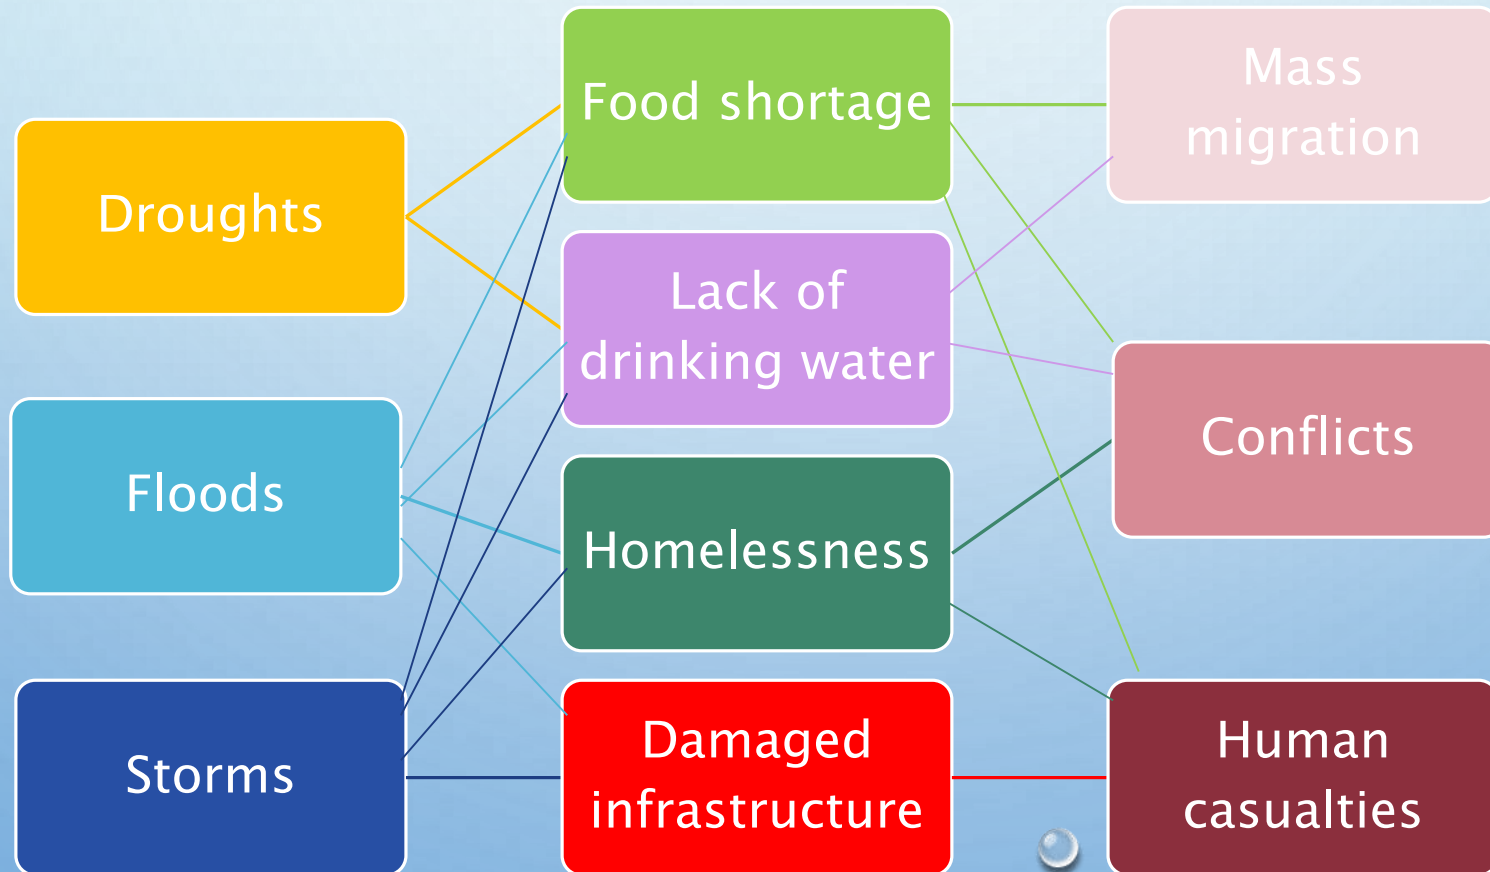 Droughts
Floods
Storms
Food shortage
Lack of
drinking water
Homelessness
Damaged
infrastructure
Mass
migration
Conflicts
Human
casualties